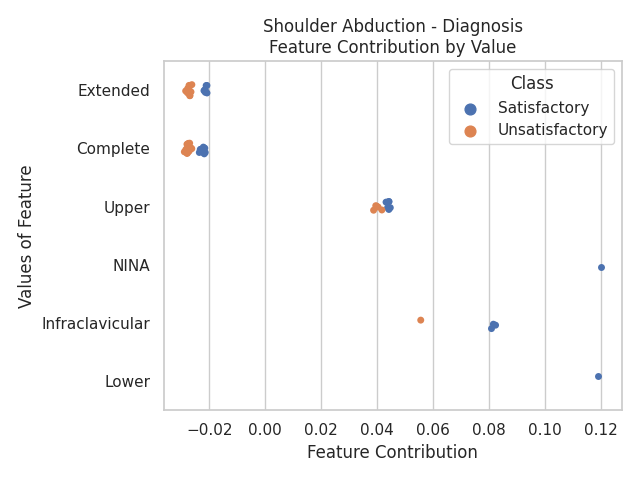 Shoulder Abduction - Diagnosis
Feature Contribution by Value
Class
Satisfactory
Unsatisfactory
Values of Feature
Extended
Complete
Upper
NINA
Infraclavicular
Lower
−0.02 0.00 0.02 0.04 0.06 0.08 0.10 0.12
Feature Contribution